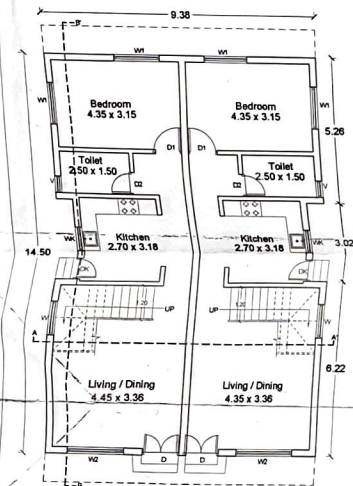 9.38
B
W1 W1
W1 Bedroom 4.35 x 3.15 Bedroom 4.35 x 3.15 W1
5.26
D1 D1
Toilet 2.50 x 1.50 Toilet 2.50 x 1.50
V D2 D2 V
Kitchen 2.70 x 3.18 Kitchen 2.70 x 3.18
WK WK 3.02
14.50
DK DK
1.20 UP UP 1.20
W W
A A
6.22
Living / Dining 4.45 x 3.36 Living / Dining 4.35 x 3.36
W2 D D W2
B